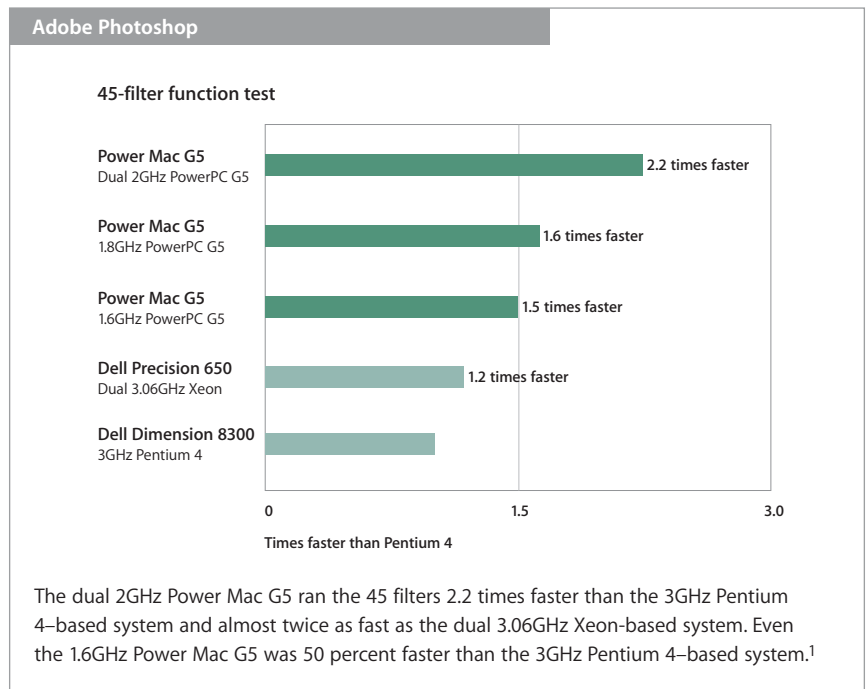 Adobe Photoshop
45-filter function test
Power Mac G5
Dual 2GHz PowerPC G5
2.2 times faster
Power Mac G5
1.8GHz PowerPC G5
1.6 times faster
Power Mac G5
1.6GHz PowerPC G5
1.5 times faster
Dell Precision 650
Dual 3.06GHz Xeon
1.2 times faster
Dell Dimension 8300
3GHz Pentium 4
0 1.5 3.0
Times faster than Pentium 4
The dual 2GHz Power Mac G5 ran the 45 filters 2.2 times faster than the 3GHz Pentium
4–based system and almost twice as fast as the dual 3.06GHz Xeon-based system. Even
the 1.6GHz Power Mac G5 was 50 percent faster than the 3GHz Pentium 4–based system.¹